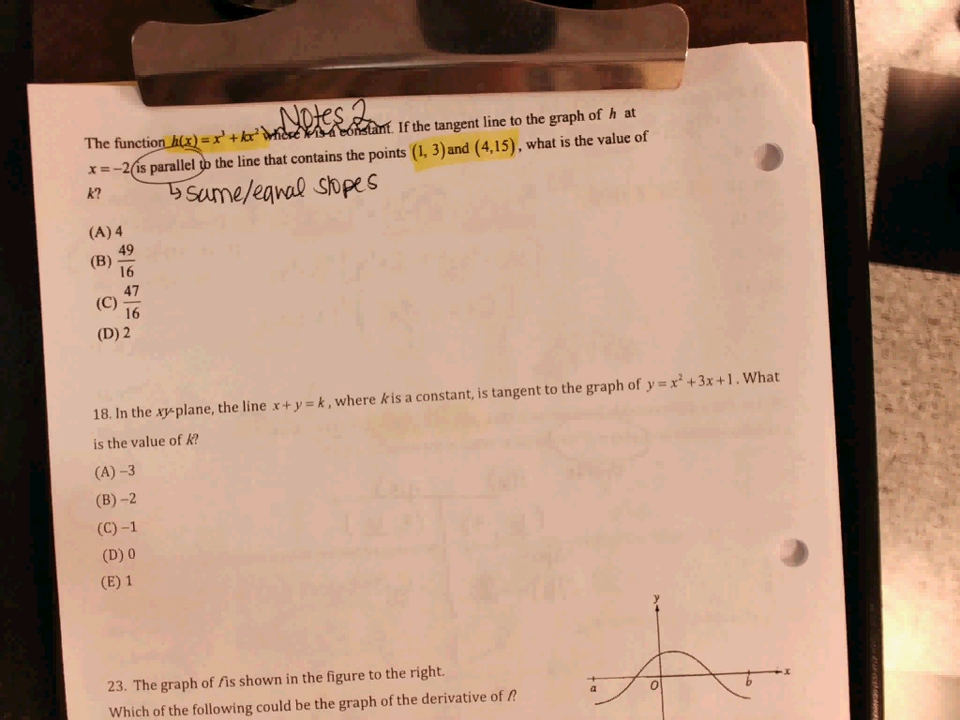 Notes 2
The function h(x) = x³ + kx² where k is a constant. If the tangent line to the graph of h at
x = −2 is parallel to the line that contains the points (1, 3) and (4,15), what is the value of
k?
↳ same/equal slopes
(A) 4
(B) 49/16
(C) 47/16
(D) 2
18. In the xy-plane, the line x + y = k, where k is a constant, is tangent to the graph of y = x² + 3x + 1. What
is the value of k?
(A) −3
(B) −2
(C) −1
(D) 0
(E) 1
23. The graph of f is shown in the figure to the right.
Which of the following could be the graph of the derivative of f?
y
a O b x